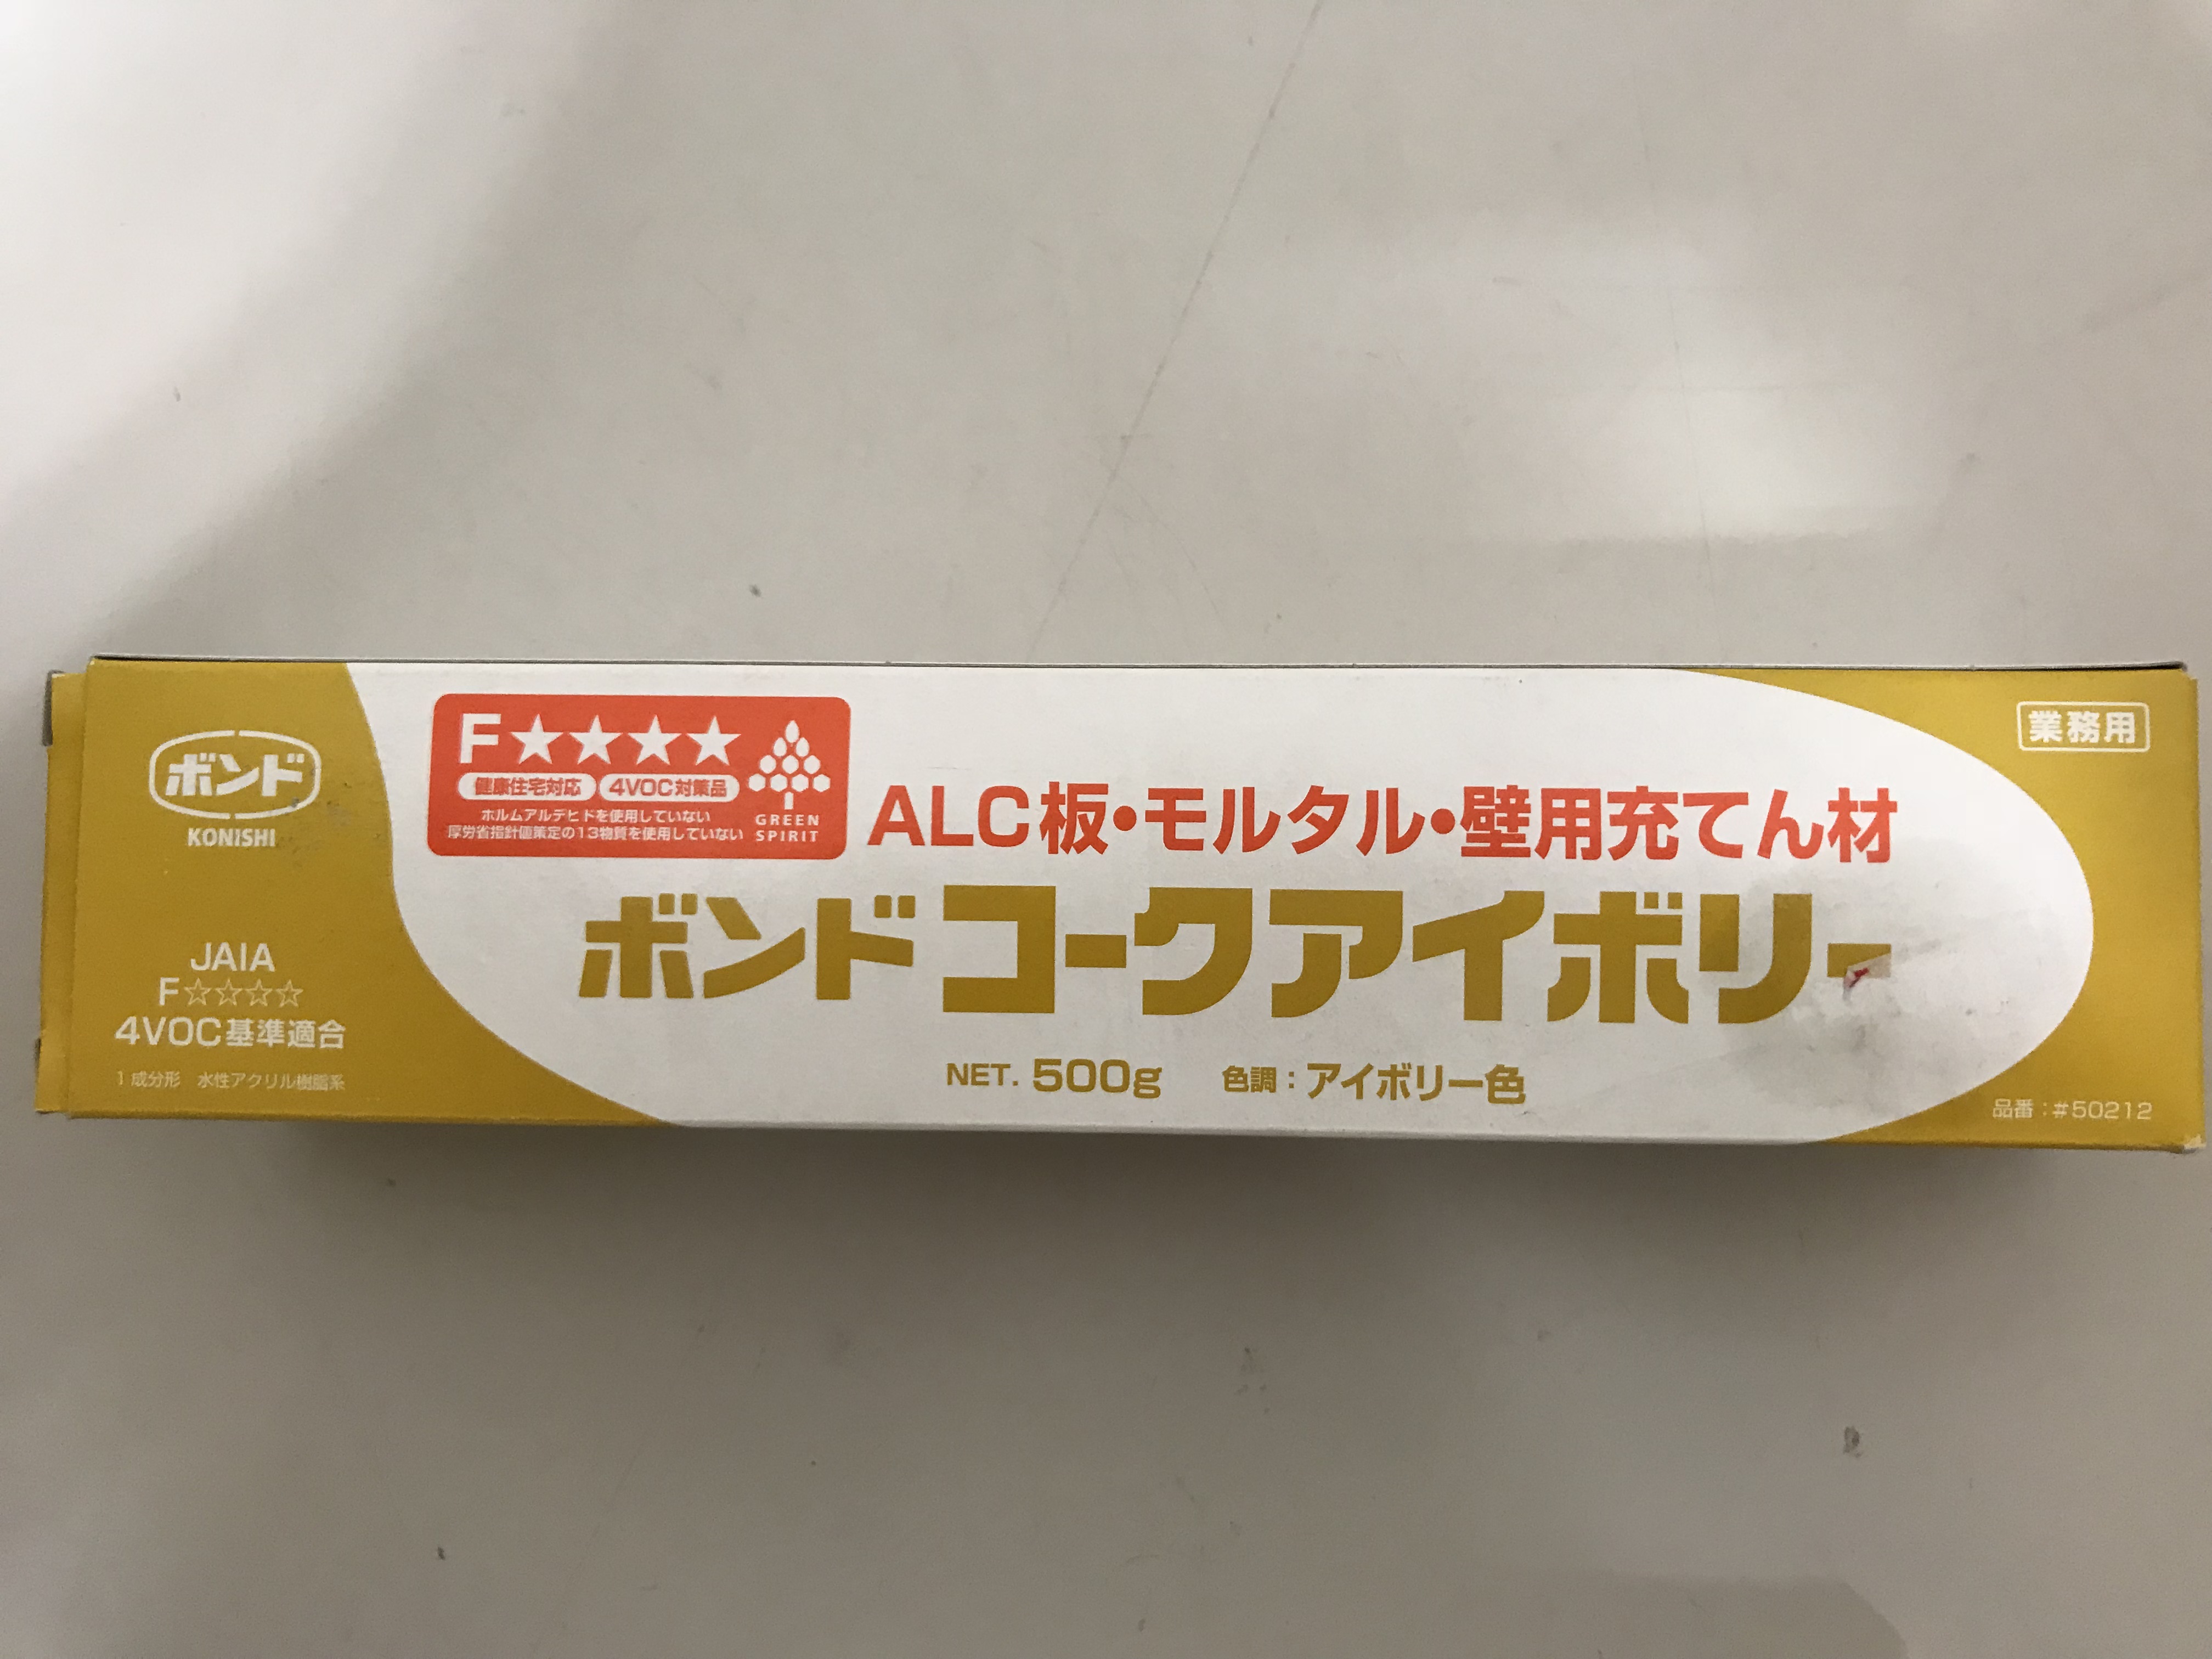 ボンド
KONISHI
JAIA
F☆☆☆☆
4VOC基準適合
1成分形 水性アクリル樹脂系
F★★★★
健康住宅対応 4VOC対策品
ホルムアルデヒドを使用していない
厚労省指針値策定の13物質を使用していない
GREEN
SPIRIT
ALC板・モルタル・壁用充てん材
ボンドコークアイボリー
NET. 500g 色調：アイボリー色
業務用
品番：#50212